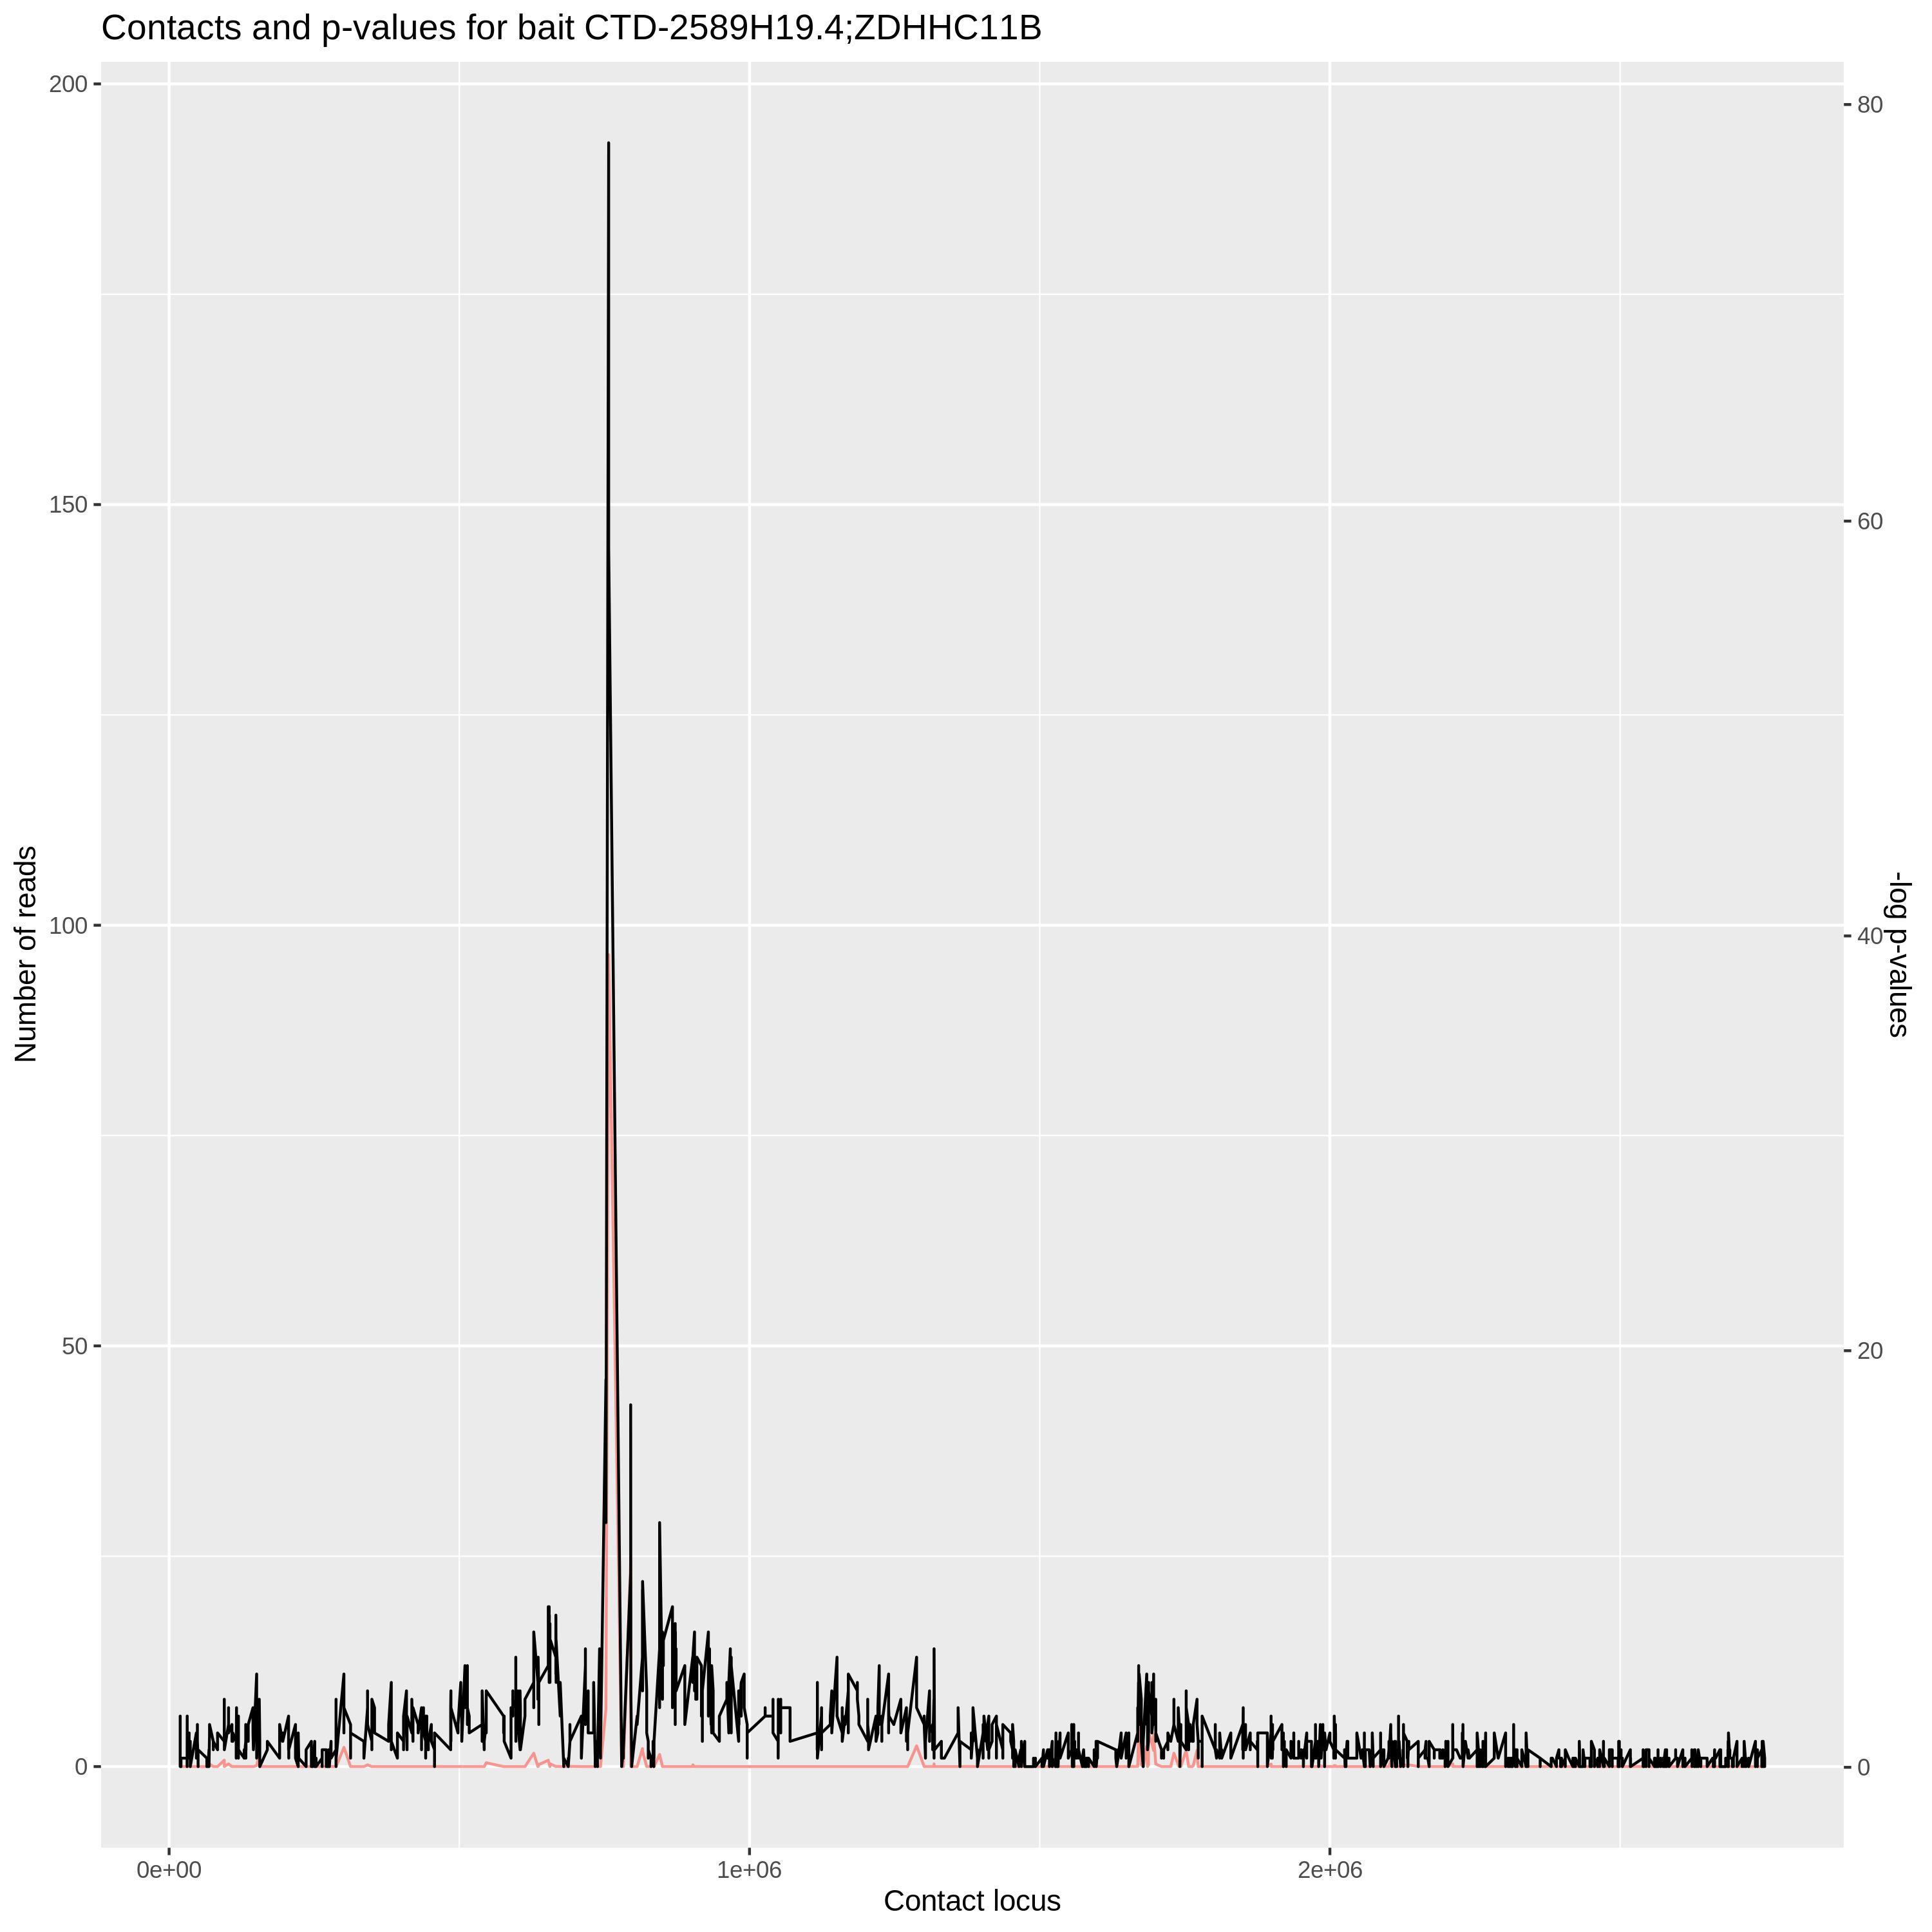 Contacts and p-values for bait CTD-2589H19.4;ZDHHC11B
200
150
100
50
0
Number of reads
80
60
40
20
0
-log p-values
0e+00
1e+06
2e+06
Contact locus